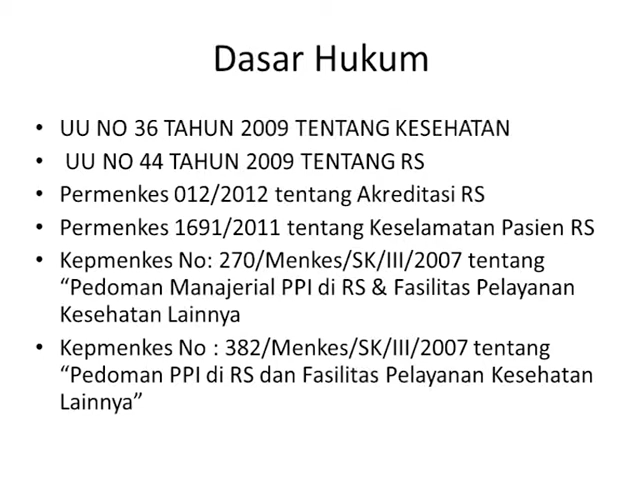 Dasar Hukum
• UU NO 36 TAHUN 2009 TENTANG KESEHATAN
• UU NO 44 TAHUN 2009 TENTANG RS
• Permenkes 012/2012 tentang Akreditasi RS
• Permenkes 1691/2011 tentang Keselamatan Pasien RS
• Kepmenkes No: 270/Menkes/SK/III/2007 tentang
“Pedoman Manajerial PPI di RS & Fasilitas Pelayanan
Kesehatan Lainnya
• Kepmenkes No : 382/Menkes/SK/III/2007 tentang
“Pedoman PPI di RS dan Fasilitas Pelayanan Kesehatan
Lainnya”